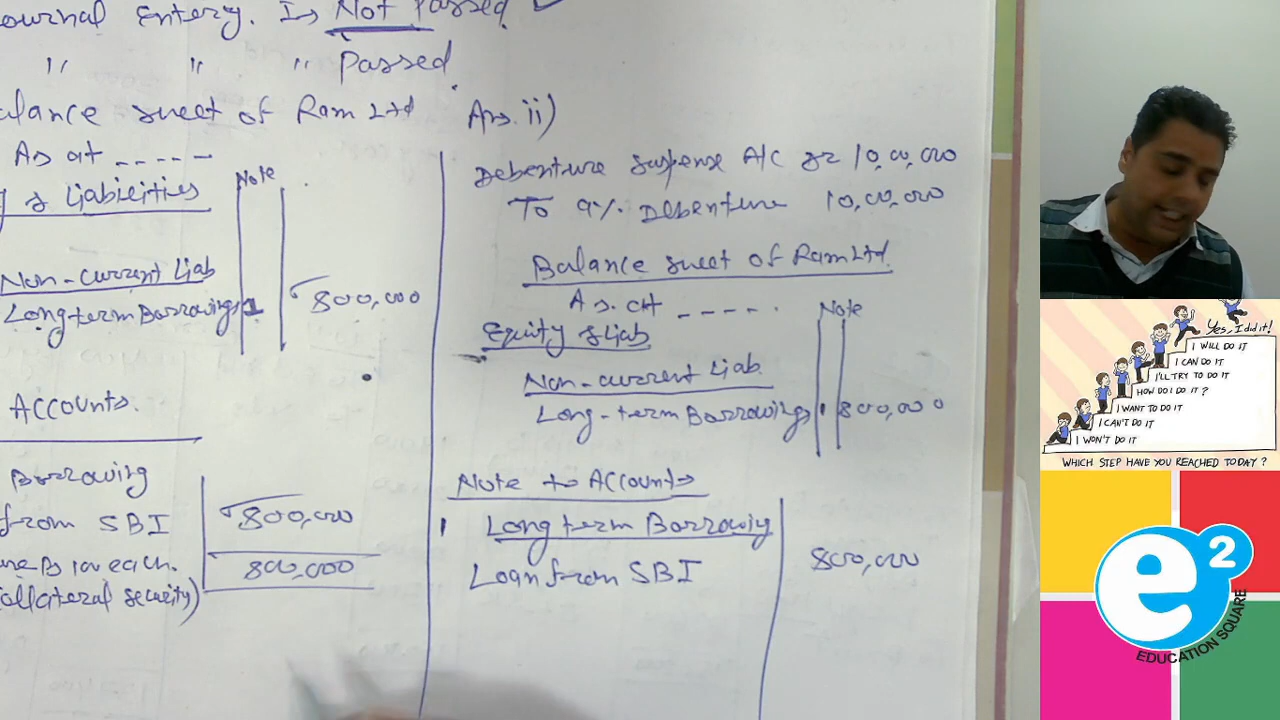 ournal Entery. Is Not Passed
" " " Passed
alance sheet of Ram Ltd
As at -----
& Liabilities
Note
Non-current Liab
Long term Borrowings 1 800,000
Accounts.
Borrowing
from SBI 800,000
res ₹ 100 each. 800,000
ollateral security)
Ans. ii)
Debenture suspense A/c Dr 10,00,000
To 9% Debenture 10,00,000
Balance sheet of Ram Ltd.
As at ----.
Note
Equity & Liab
Non-current Liab.
Long-term Borrowings 1 800,000
Note to Accounts
1 Long term Borrowing
Loan from SBI 800,000
Yes, I did it!
I WILL DO IT
I CAN DO IT
I'LL TRY TO DO IT
HOW DO I DO IT?
I WANT TO DO IT
I CAN'T DO IT
I WON'T DO IT
WHICH STEP HAVE YOU REACHED TODAY?
e2
EDUCATION SQUARE